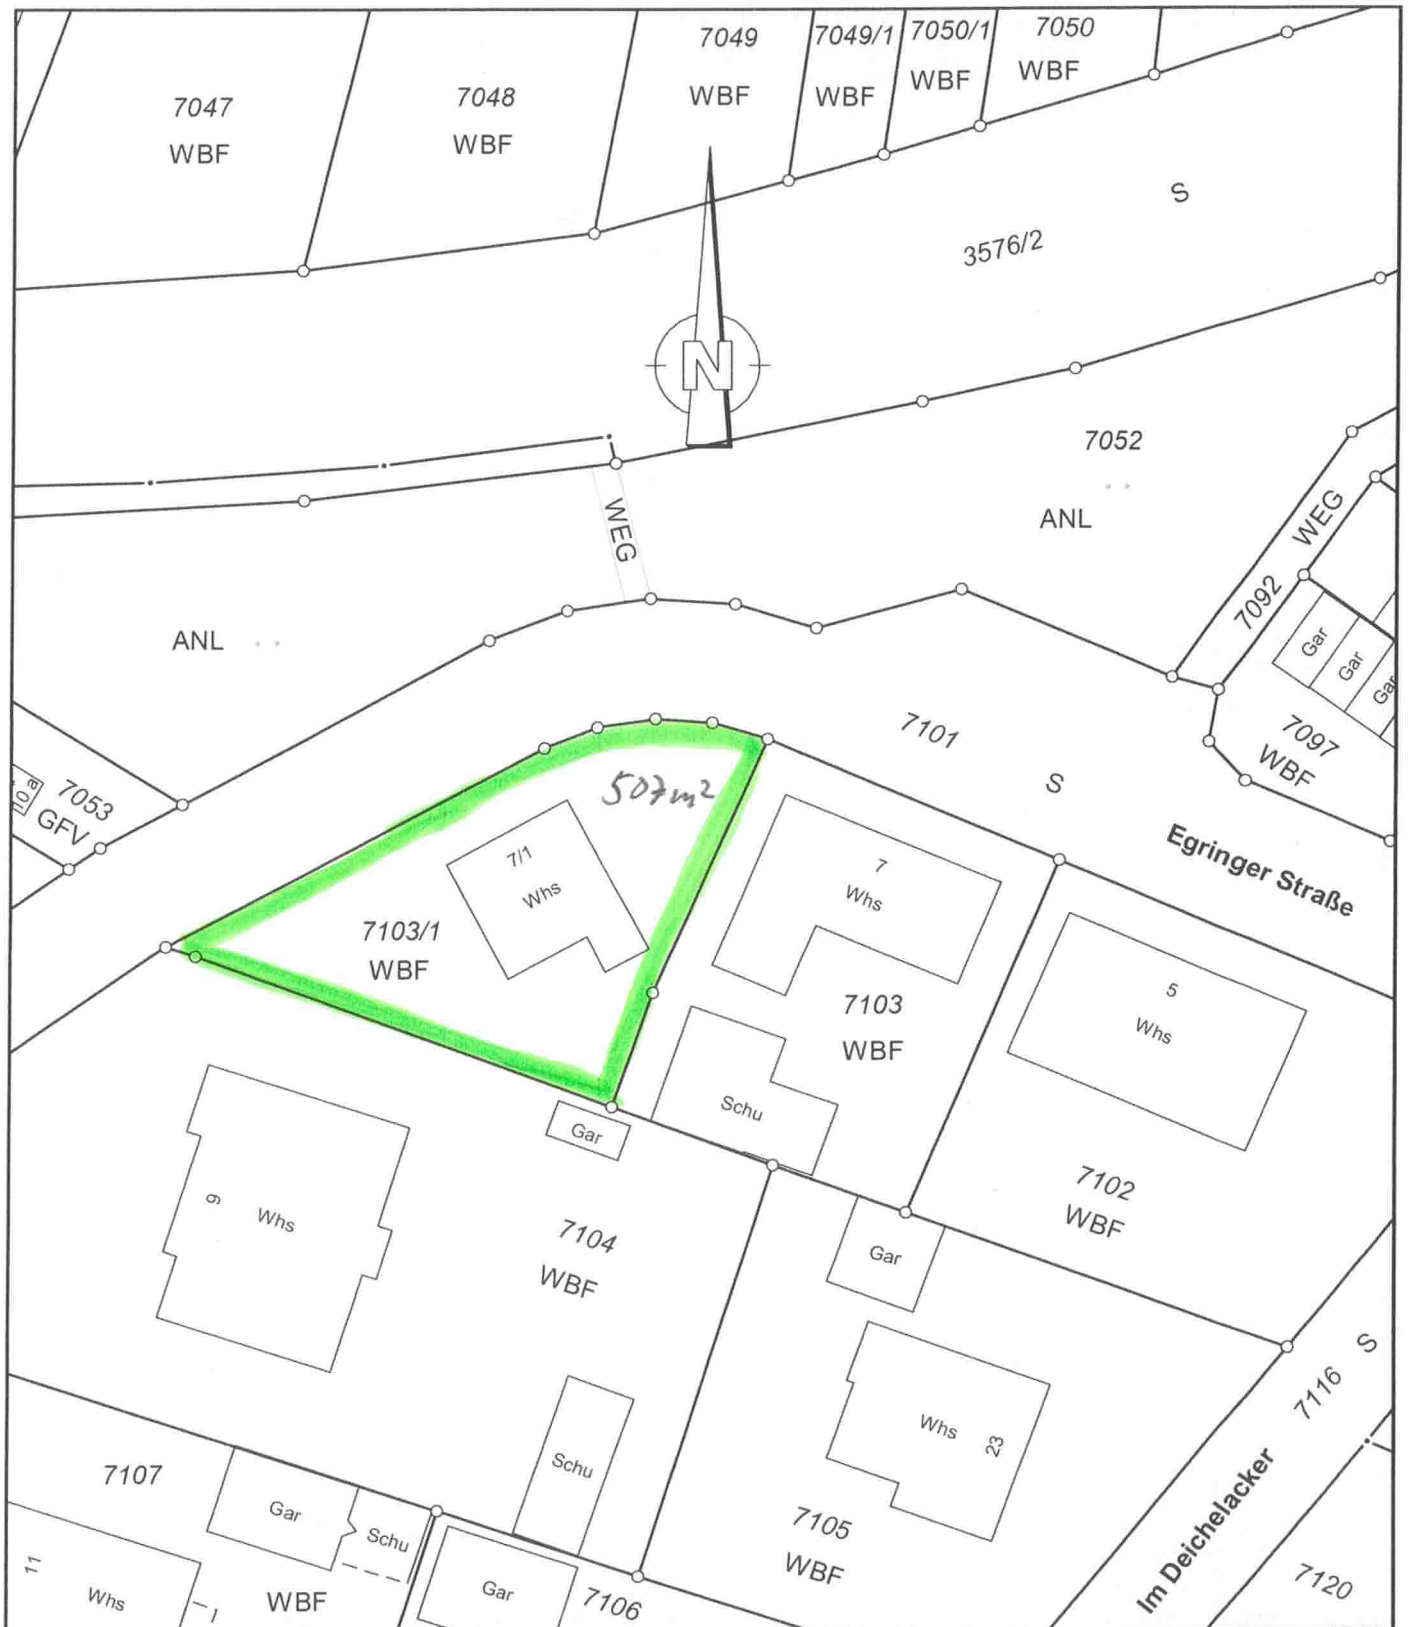 7049
7049/1
7050/1
7050
WBF
WBF
WBF
WBF
7047
WBF
7048
WBF
S
3576/2
N
7052
ANL
WEG
WEG
7092
ANL
Gar
Gar
Gar
7097
WBF
7101
S
Egringer Straße
10 a
7053
GFV
507m²
7/1
Whs
7103/1
WBF
7
Whs
7103
WBF
5
Whs
Schu
Gar
7102
WBF
9
Whs
7104
WBF
Gar
Whs
23
S
7116
Im Deichelacker
7107
Gar
Schu
Schu
7105
WBF
11
Whs
WBF
Gar
7106
7120